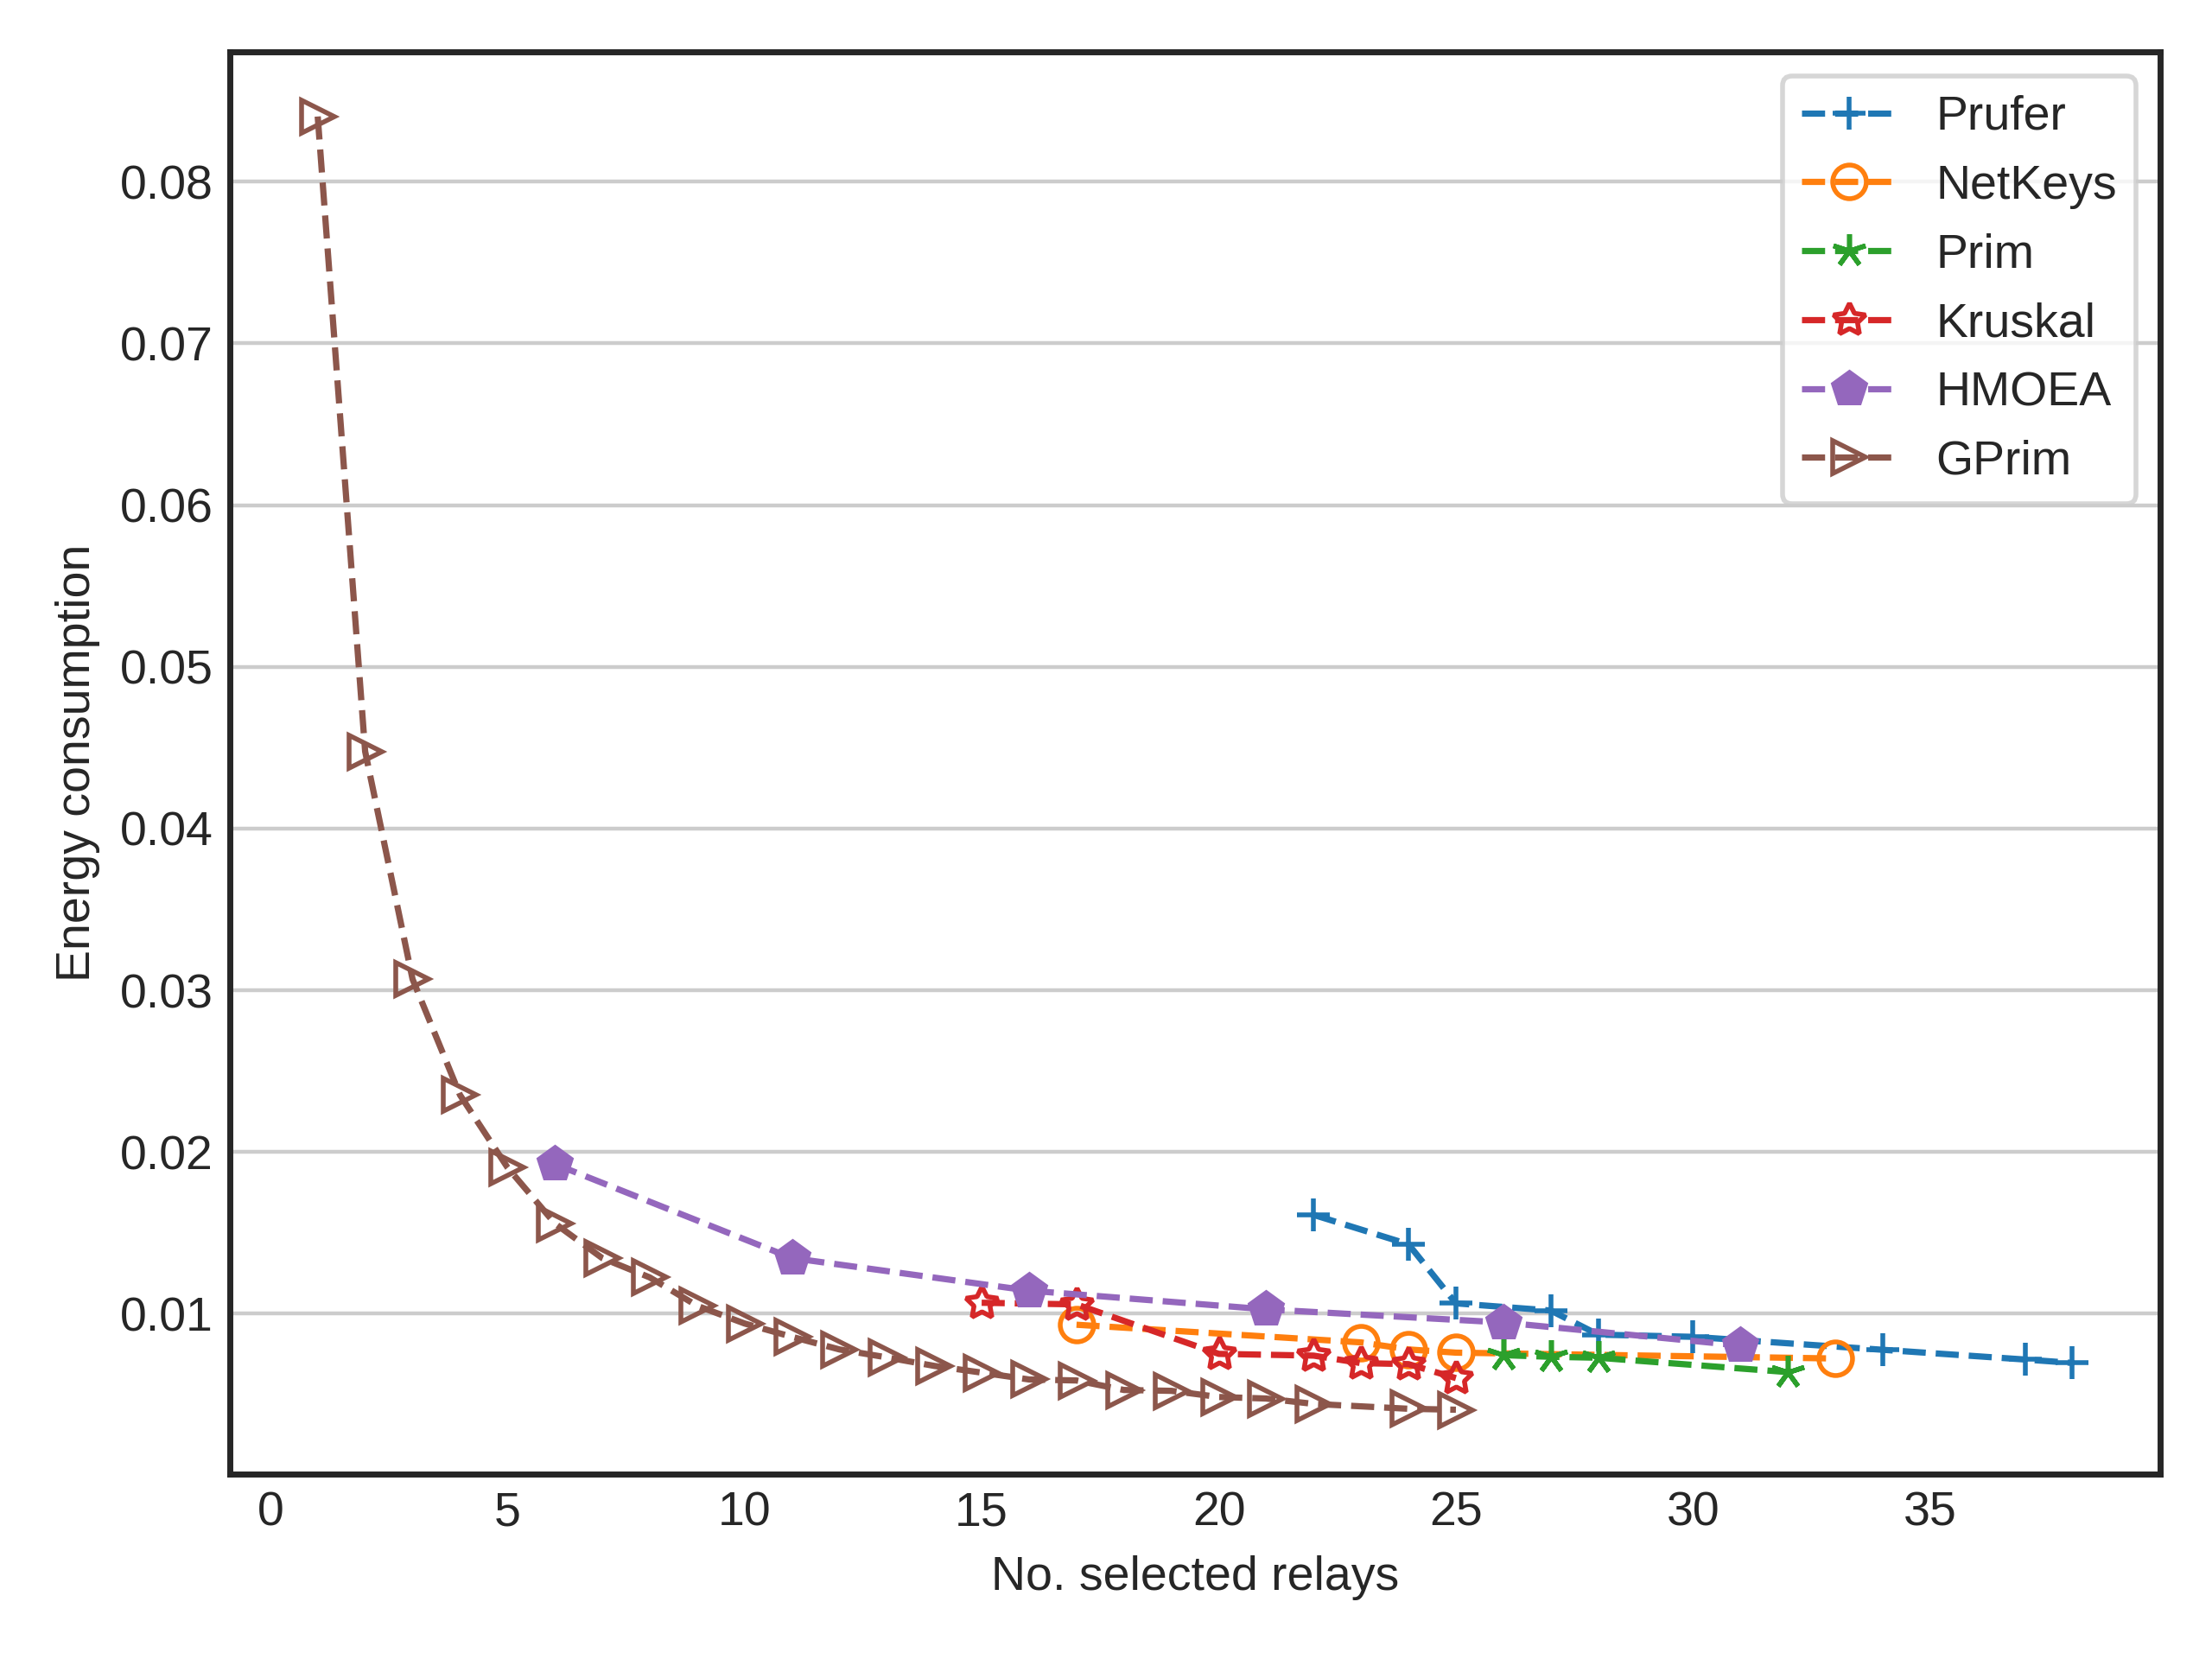 Prufer
NetKeys
Prim
Kruskal
HMOEA
GPrim
0.08
0.07
0.06
0.05
0.04
0.03
0.02
0.01
Energy consumption
0 5 10 15 20 25 30 35
No. selected relays